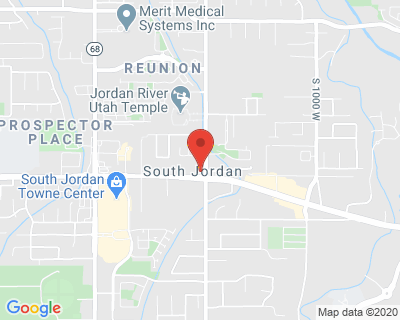 Merit Medical
Systems Inc
68
REUNION
S 1000 W
Jordan River
Utah Temple
PROSPECTOR
PLACE
South Jordan
South Jordan
Towne Center
Google
Map data ©2020